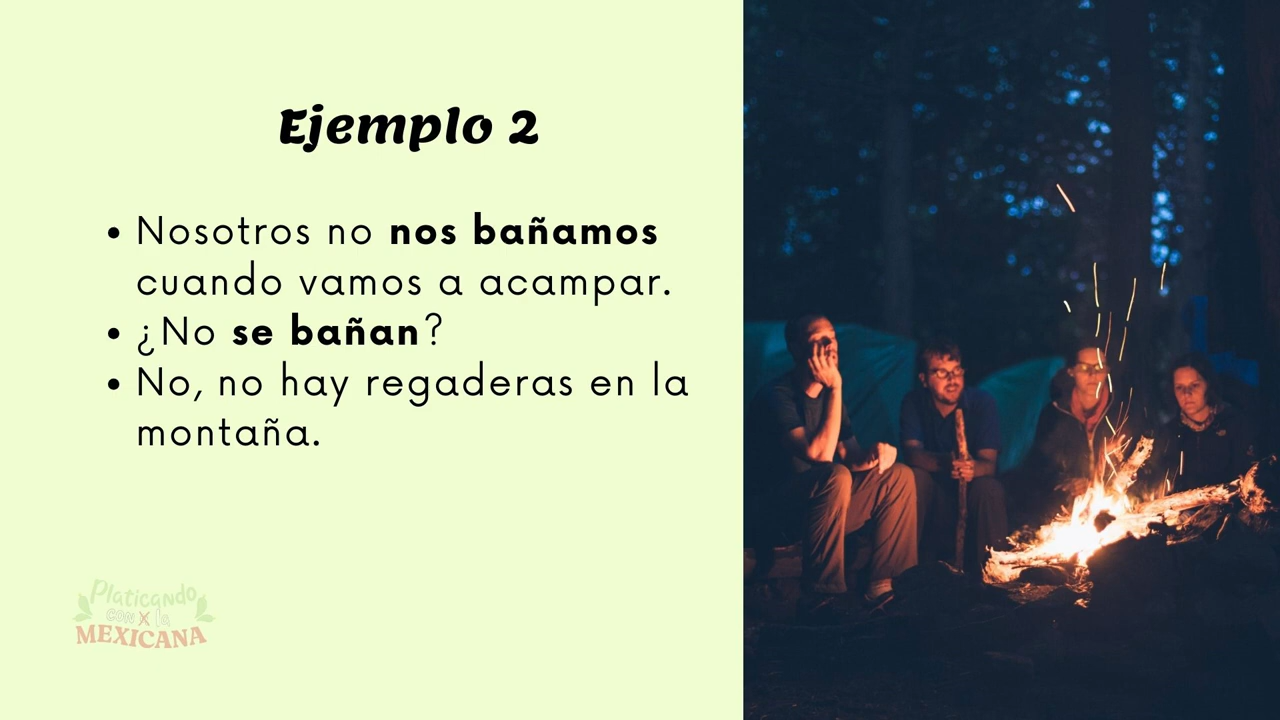 Ejemplo 2
• Nosotros no nos bañamos
cuando vamos a acampar.
• ¿No se bañan?
• No, no hay regaderas en la
montaña.
Platicando
con x la
MEXICANA